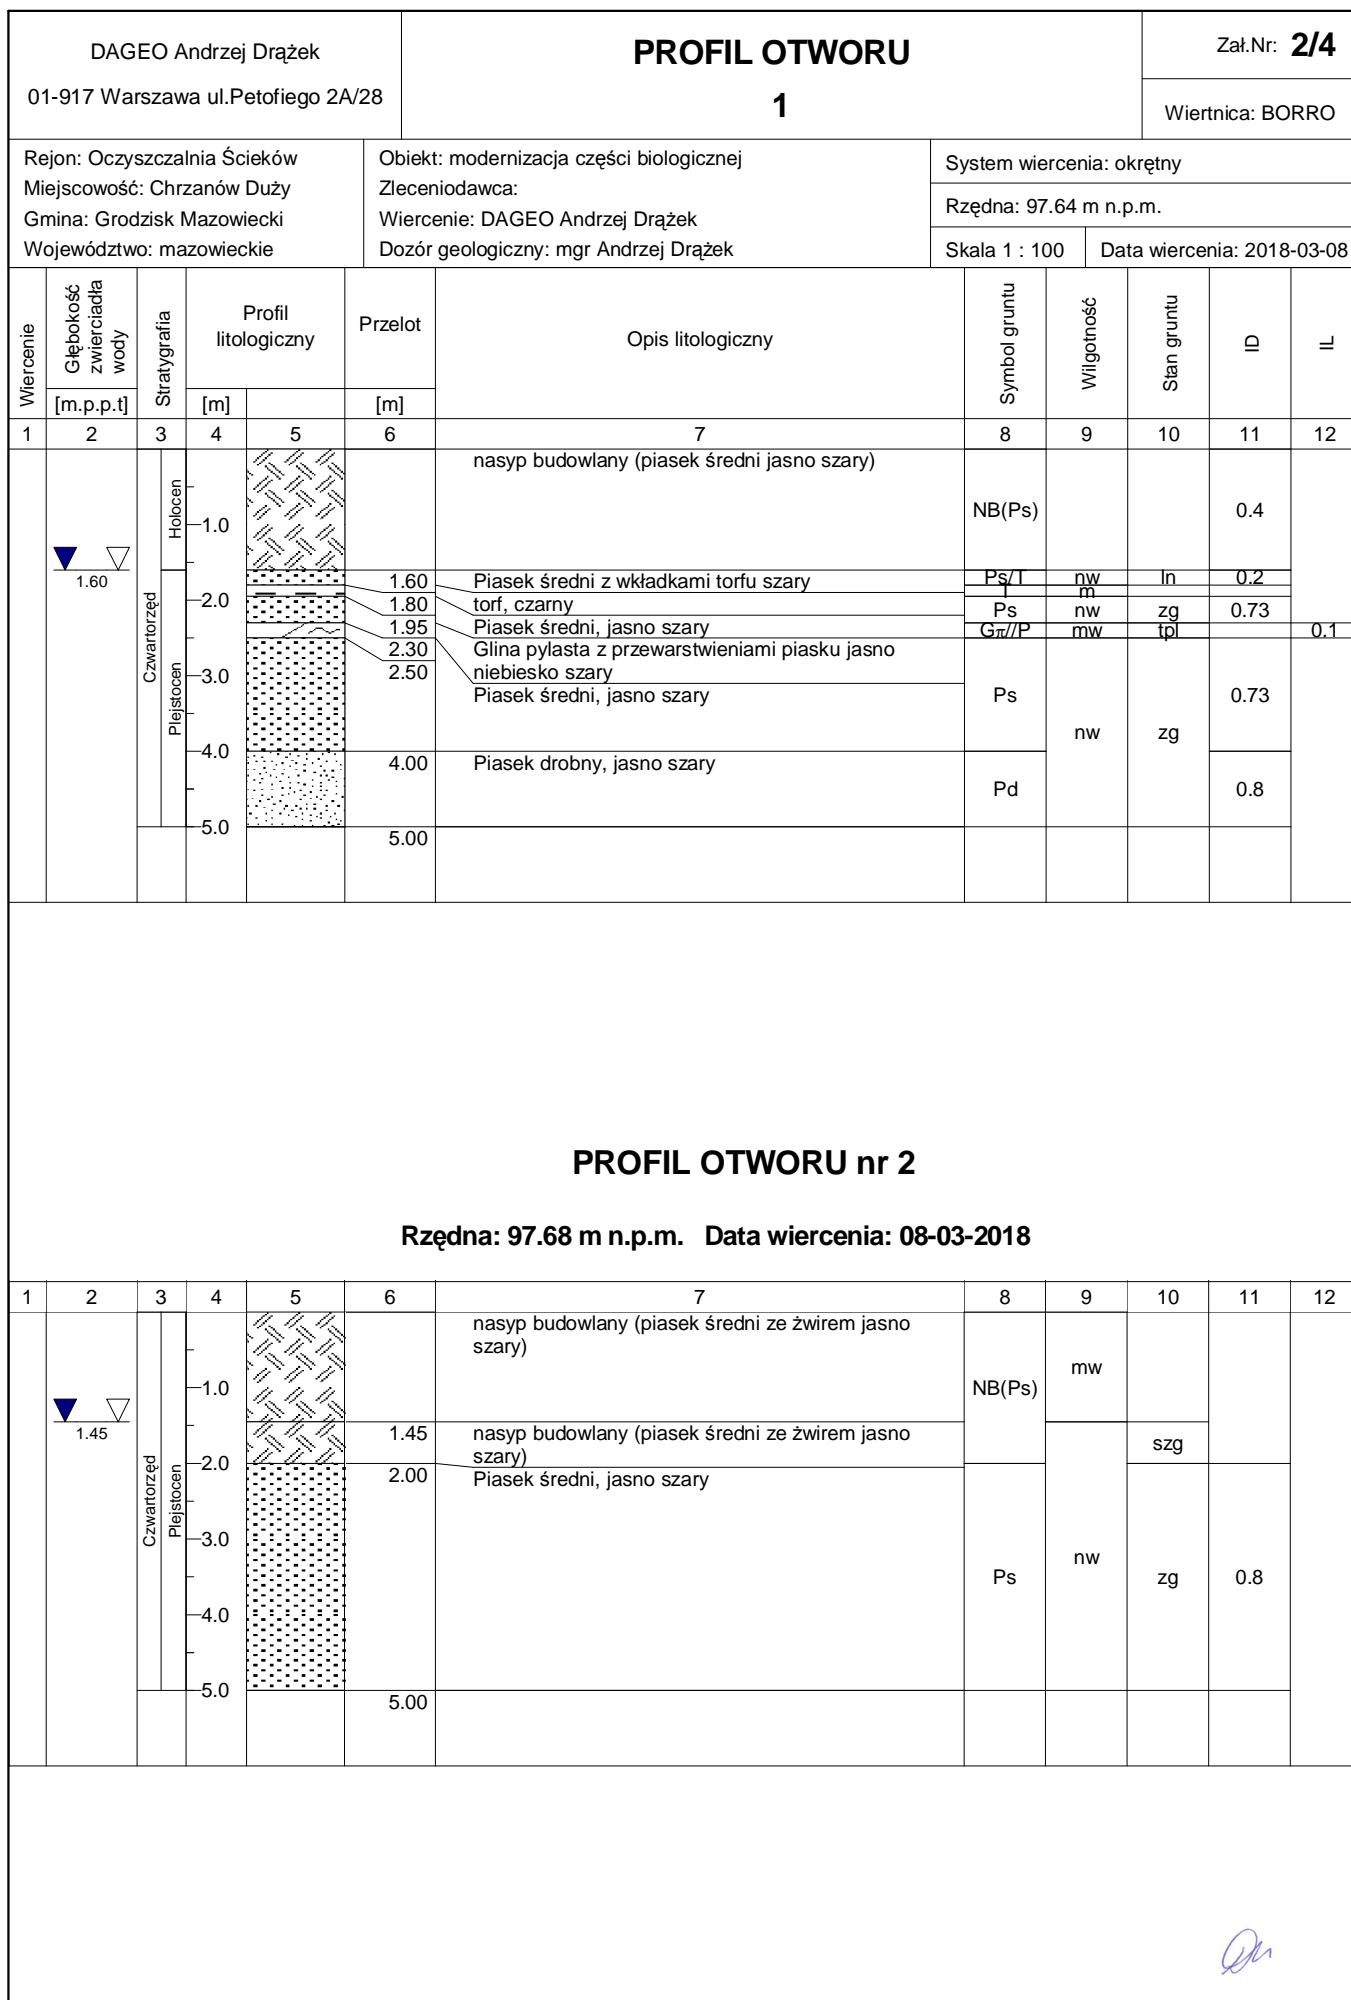 DAGEO Andrzej Drążek
01-917 Warszawa ul.Petofiego 2A/28
PROFIL OTWORU
1
Zał.Nr: 2/4
Wiertnica: BORRO
Rejon: Oczyszczalnia Ścieków
Miejscowość: Chrzanów Duży
Gmina: Grodzisk Mazowiecki
Województwo: mazowieckie
Obiekt: modernizacja części biologicznej
Zleceniodawca:
Wiercenie: DAGEO Andrzej Drążek
Dozór geologiczny: mgr Andrzej Drążek
System wiercenia: okrętny
Rzędna: 97.64 m n.p.m.
Skala 1 : 100 Data wiercenia: 2018-03-08
Wiercenie
Głębokość zwierciadła wody
[m.p.p.t]
Stratygrafia
Profil litologiczny
[m]
Przelot
[m]
Opis litologiczny
Symbol gruntu
Wilgotność
Stan gruntu
ID
IL
1 2 3 4 5 6 7 8 9 10 11 12
nasyp budowlany (piasek średni jasno szary)
Holocen
1.0
NB(Ps) 0.4
1.60
1.60 Piasek średni z wkładkami torfu szary Ps/T nw ln 0.2
2.0
1.80 torf, czarny T m
1.95 Piasek średni, jasno szary Ps nw zg 0.73
2.30 Glina pylasta z przewarstwieniami piasku jasno
niebiesko szary Gπ//P mw tpl 0.1
2.50
Piasek średni, jasno szary Ps 0.73
Czwartorzęd
Plejstocen
3.0
nw zg
4.0
4.00 Piasek drobny, jasno szary
Pd 0.8
5.0
5.00
PROFIL OTWORU nr 2
Rzędna: 97.68 m n.p.m. Data wiercenia: 08-03-2018
1 2 3 4 5 6 7 8 9 10 11 12
nasyp budowlany (piasek średni ze żwirem jasno
szary)
mw
1.0
NB(Ps)
1.45
1.45 nasyp budowlany (piasek średni ze żwirem jasno
szary)
szg
2.0
2.00 Piasek średni, jasno szary
Czwartorzęd
Plejstocen
3.0
nw
Ps zg 0.8
4.0
5.0
5.00